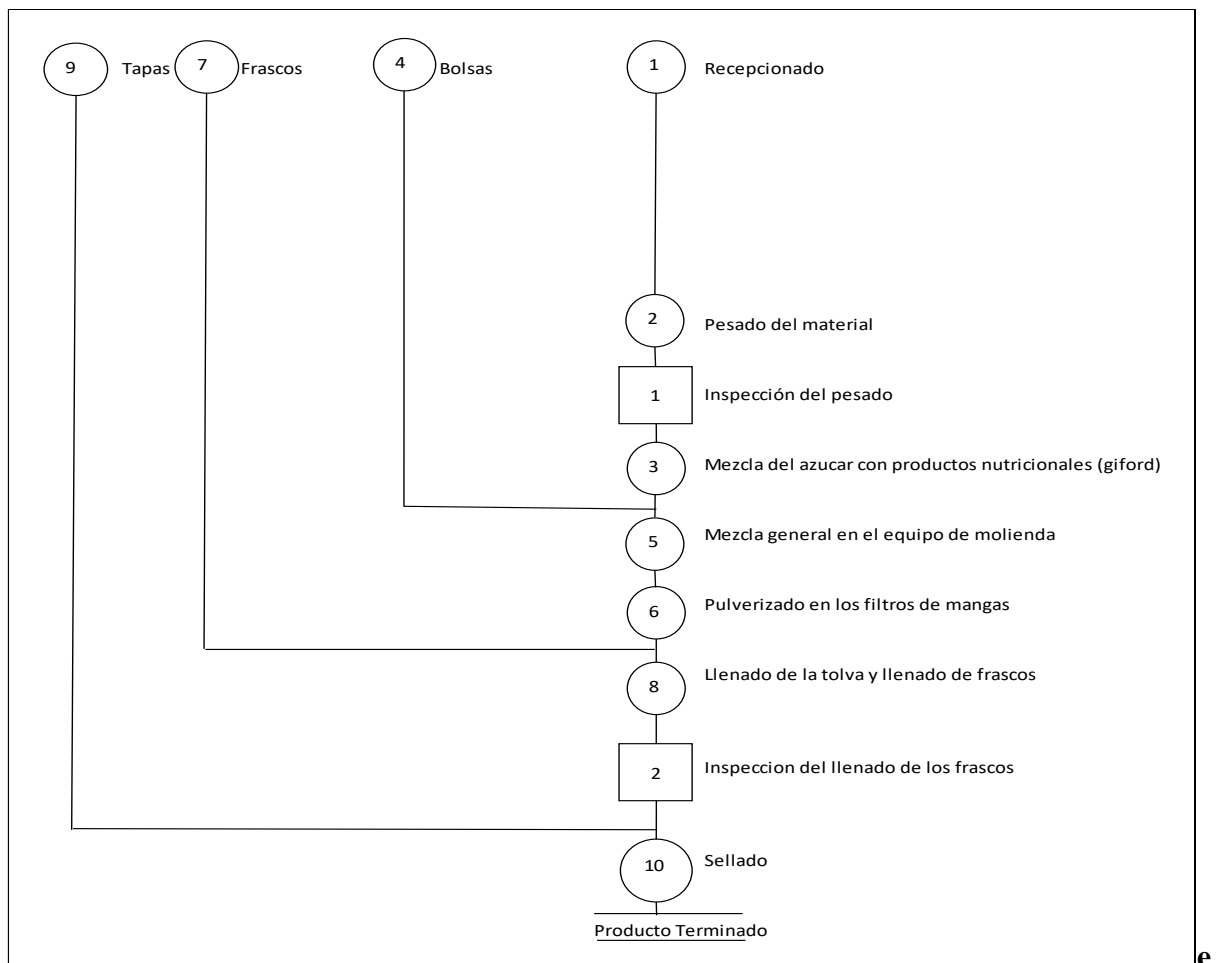 9 Tapas 7 Frascos 4 Bolsas 1 Recepcionado
2 Pesado del material
1 Inspección del pesado
3 Mezcla del azucar con productos nutricionales (giford)
5 Mezcla general en el equipo de molienda
6 Pulverizado en los filtros de mangas
8 Llenado de la tolva y llenado de frascos
2 Inspeccion del llenado de los frascos
10 Sellado
Producto Terminado
e